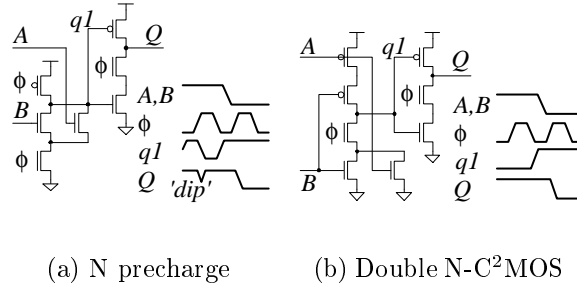 A
q1
Q
ϕ
ϕ
B
ϕ
A,B
ϕ
q1
Q
'dip'
A
q1
Q
ϕ
ϕ
B
A,B
ϕ
q1
Q
(a) N precharge
(b) Double N-C²MOS